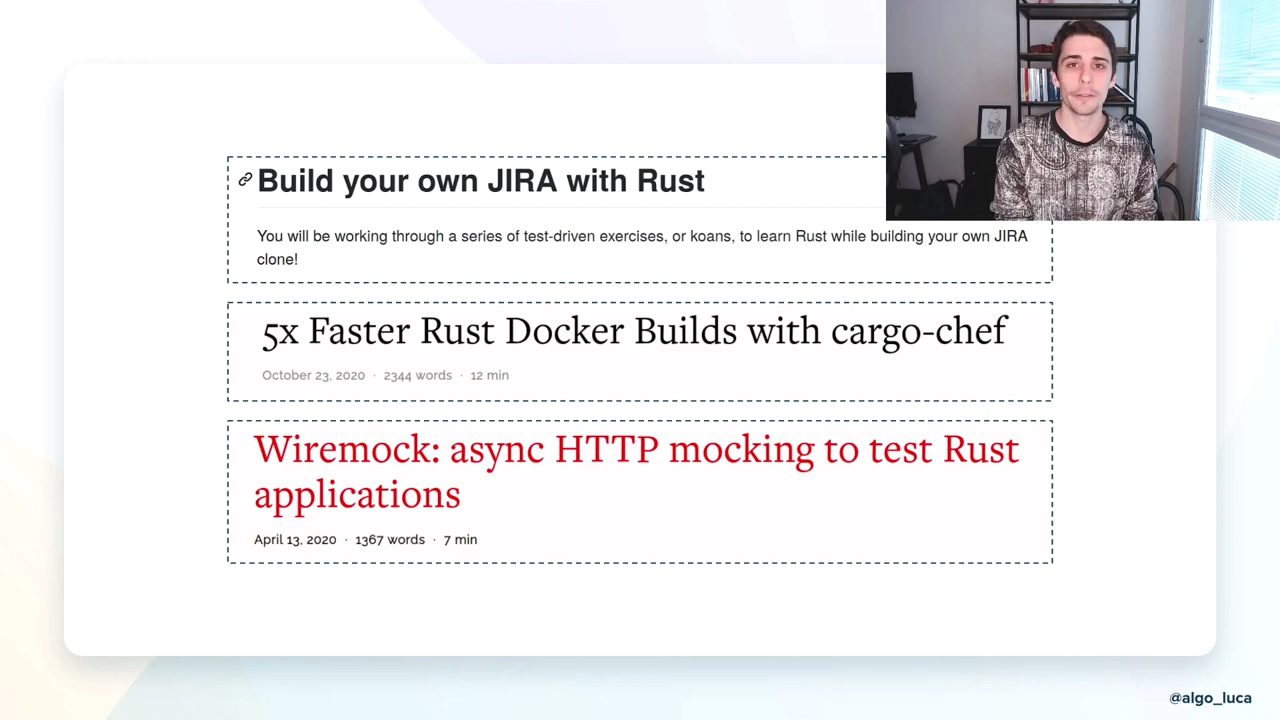 Build your own JIRA with Rust
You will be working through a series of test-driven exercises, or koans, to learn Rust while building your own JIRA
clone!
5x Faster Rust Docker Builds with cargo-chef
October 23, 2020 · 2344 words · 12 min
Wiremock: async HTTP mocking to test Rust
applications
April 13, 2020 · 1367 words · 7 min
@algo_luca